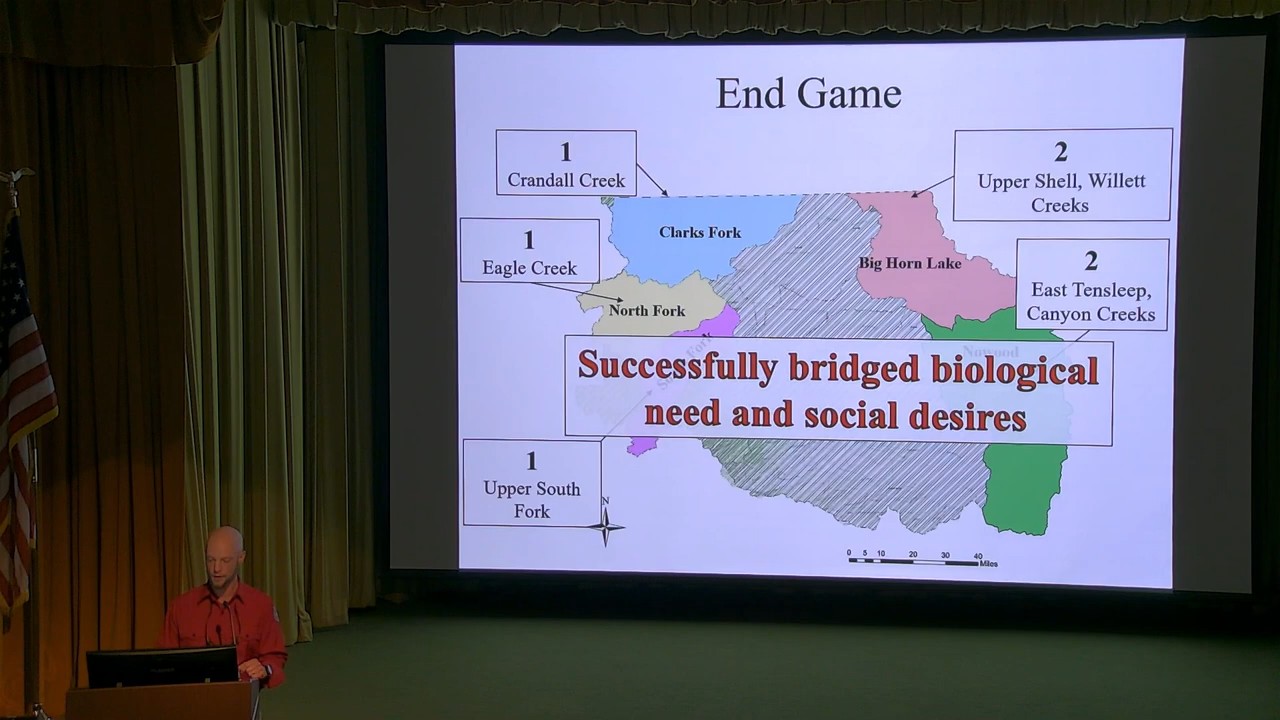 End Game
1
Crandall Creek
2
Upper Shell, Willett
Creeks
Clarks Fork
1
Eagle Creek
Big Horn Lake
2
East Tensleep,
Canyon Creeks
North Fork
Nowood
Successfully bridged biological
need and social desires
1
Upper South
Fork
N
0 5 10 20 30 40
Miles